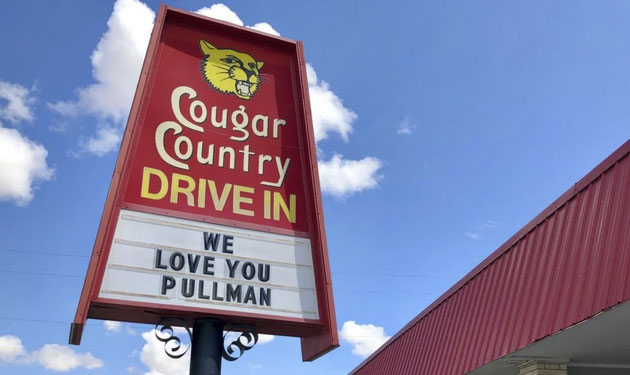 Cougar
Country
DRIVE IN
WE
LOVE YOU
PULLMAN